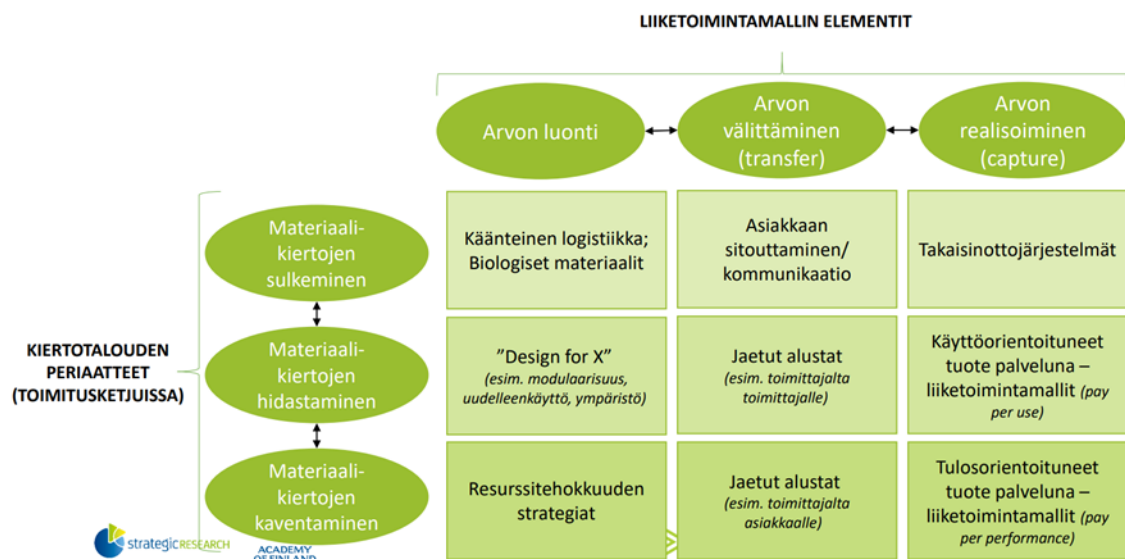 LIIKETOIMINTAMALLIN ELEMENTIT
Arvon luonti
Arvon
välittäminen
(transfer)
Arvon
realisoiminen
(capture)
KIERTOTALOUDEN
PERIAATTEET
(TOIMITUSKETJUISSA)
Materiaali-
kiertojen
sulkeminen
Käänteinen logistiikka;
Biologiset materiaalit
Asiakkaan
sitouttaminen/
kommunikaatio
Takaisinottojärjestelmät
Materiaali-
kiertojen
hidastaminen
”Design for X”
(esim. modulaarisuus,
uudelleenkäyttö, ympäristö)
Jaetut alustat
(esim. toimittajalta
toimittajalle)
Käyttöorientoituneet
tuote palveluna –
liiketoimintamallit (pay
per use)
Materiaali-
kiertojen
kaventaminen
Resurssitehokkuuden
strategiat
Jaetut alustat
(esim. toimittajalta
asiakkaalle)
Tulosorientoituneet
tuote palveluna –
liiketoimintamallit (pay
per performance)
strategicRESEARCH
ACADEMY
OF FINLAND